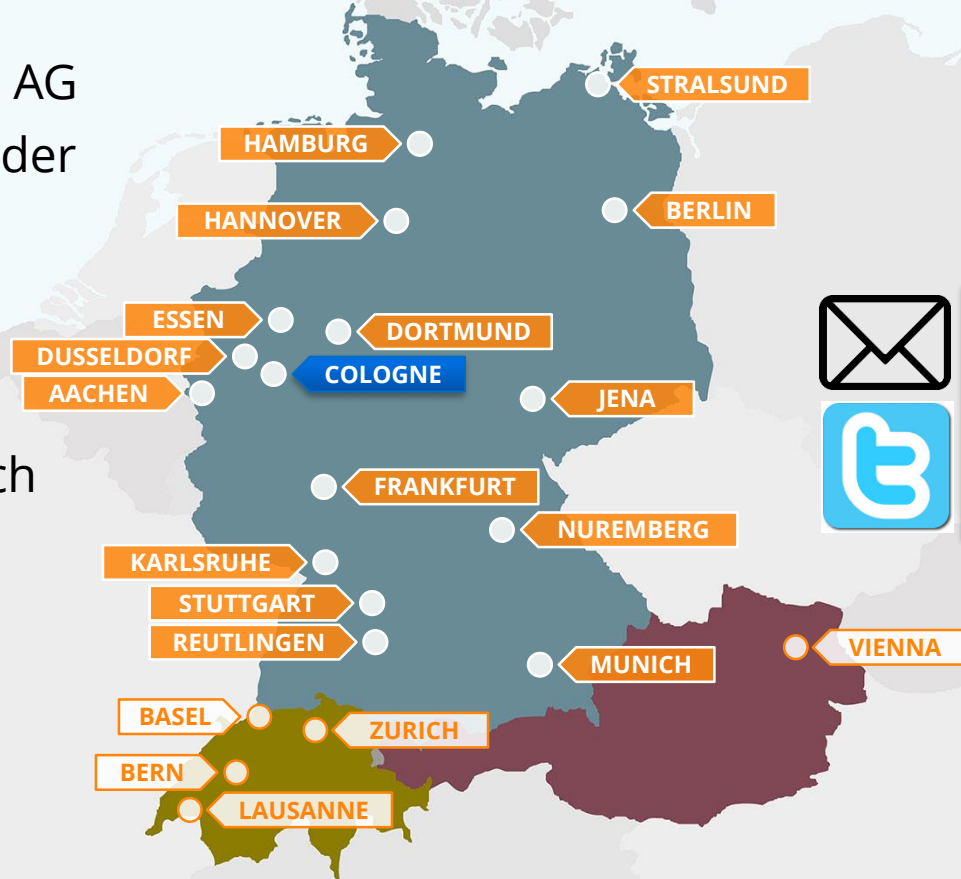 AG
der
ch
STRALSUND
HAMBURG
BERLIN
HANNOVER
ESSEN
DORTMUND
DUSSELDORF
COLOGNE
AACHEN
JENA
FRANKFURT
NUREMBERG
KARLSRUHE
STUTTGART
REUTLINGEN
VIENNA
MUNICH
BASEL
ZURICH
BERN
LAUSANNE